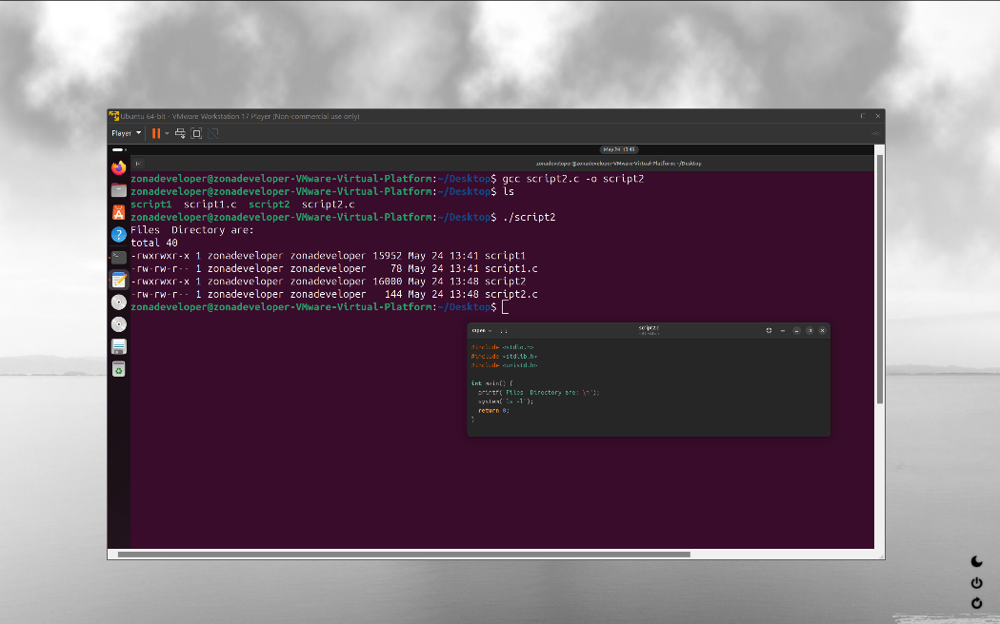 Ubuntu 64-bit - VMware Workstation 17 Player (Non-commercial use only)
Player
May 24 13:49
zonadeveloper@zonadeveloper-VMware-Virtual-Platform: ~/Desktop
zonadeveloper@zonadeveloper-VMware-Virtual-Platform:~/Desktop$ gcc script2.c -o script2
zonadeveloper@zonadeveloper-VMware-Virtual-Platform:~/Desktop$ ls
script1 script1.c script2 script2.c
zonadeveloper@zonadeveloper-VMware-Virtual-Platform:~/Desktop$ ./script2
Files  Directory are:
total 40
-rwxrwxr-x 1 zonadeveloper zonadeveloper 15952 May 24 13:41 script1
-rw-rw-r-- 1 zonadeveloper zonadeveloper    78 May 24 13:41 script1.c
-rwxrwxr-x 1 zonadeveloper zonadeveloper 16000 May 24 13:48 script2
-rw-rw-r-- 1 zonadeveloper zonadeveloper   144 May 24 13:48 script2.c
zonadeveloper@zonadeveloper-VMware-Virtual-Platform:~/Desktop$
Open
script2.c
#include <stdio.h>
#include <stdlib.h>
#include <unistd.h>
int main() {
printf("Files  Directory are: \n");
system("ls -l");
return 0;
}